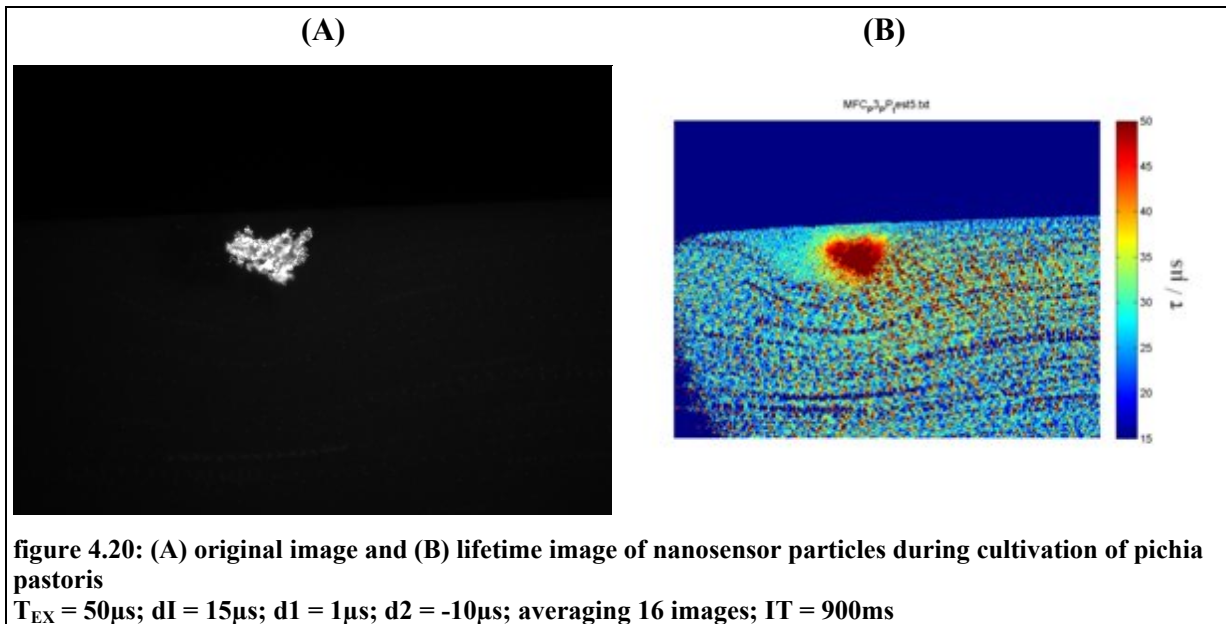 (A) (B)
MFCp3pPlest5.txt
50
45
40
35
30
25
20
15
τ / µs
figure 4.20: (A) original image and (B) lifetime image of nanosensor particles during cultivation of pichia
pastoris
TEX = 50µs; dI = 15µs; d1 = 1µs; d2 = -10µs; averaging 16 images; IT = 900ms